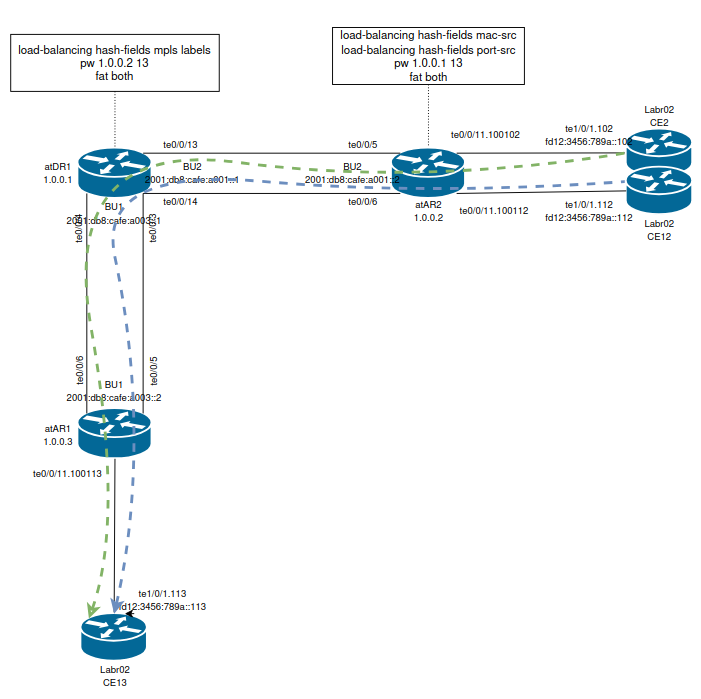 load-balancing hash-fields mpls labels
pw 1.0.0.2 13
fat both
load-balancing hash-fields mac-src
load-balancing hash-fields port-src
pw 1.0.0.1 13
fat both
Labr02
CE2
te0/0/13
te0/0/5
te0/0/11.100102
te1/0/1.102
fd12:3456:789a::102
atDR1
1.0.0.1
BU2
2001:db8:cafe:a001::1
BU2
2001:db8:cafe:a001::2
te0/0/14
te0/0/6
atAR2
1.0.0.2
te0/0/11.100112
te1/0/1.112
fd12:3456:789a::112
Labr02
CE12
BU1
2001:db8:cafe:a003::1
te0/0/6
te0/0/5
BU1
2001:db8:cafe:a003::2
atAR1
1.0.0.3
te0/0/11.100113
te1/0/1.113
fd12:3456:789a::113
Labr02
CE13